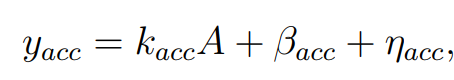 y_{acc} = k_{acc}A + β_{acc} + η_{acc},